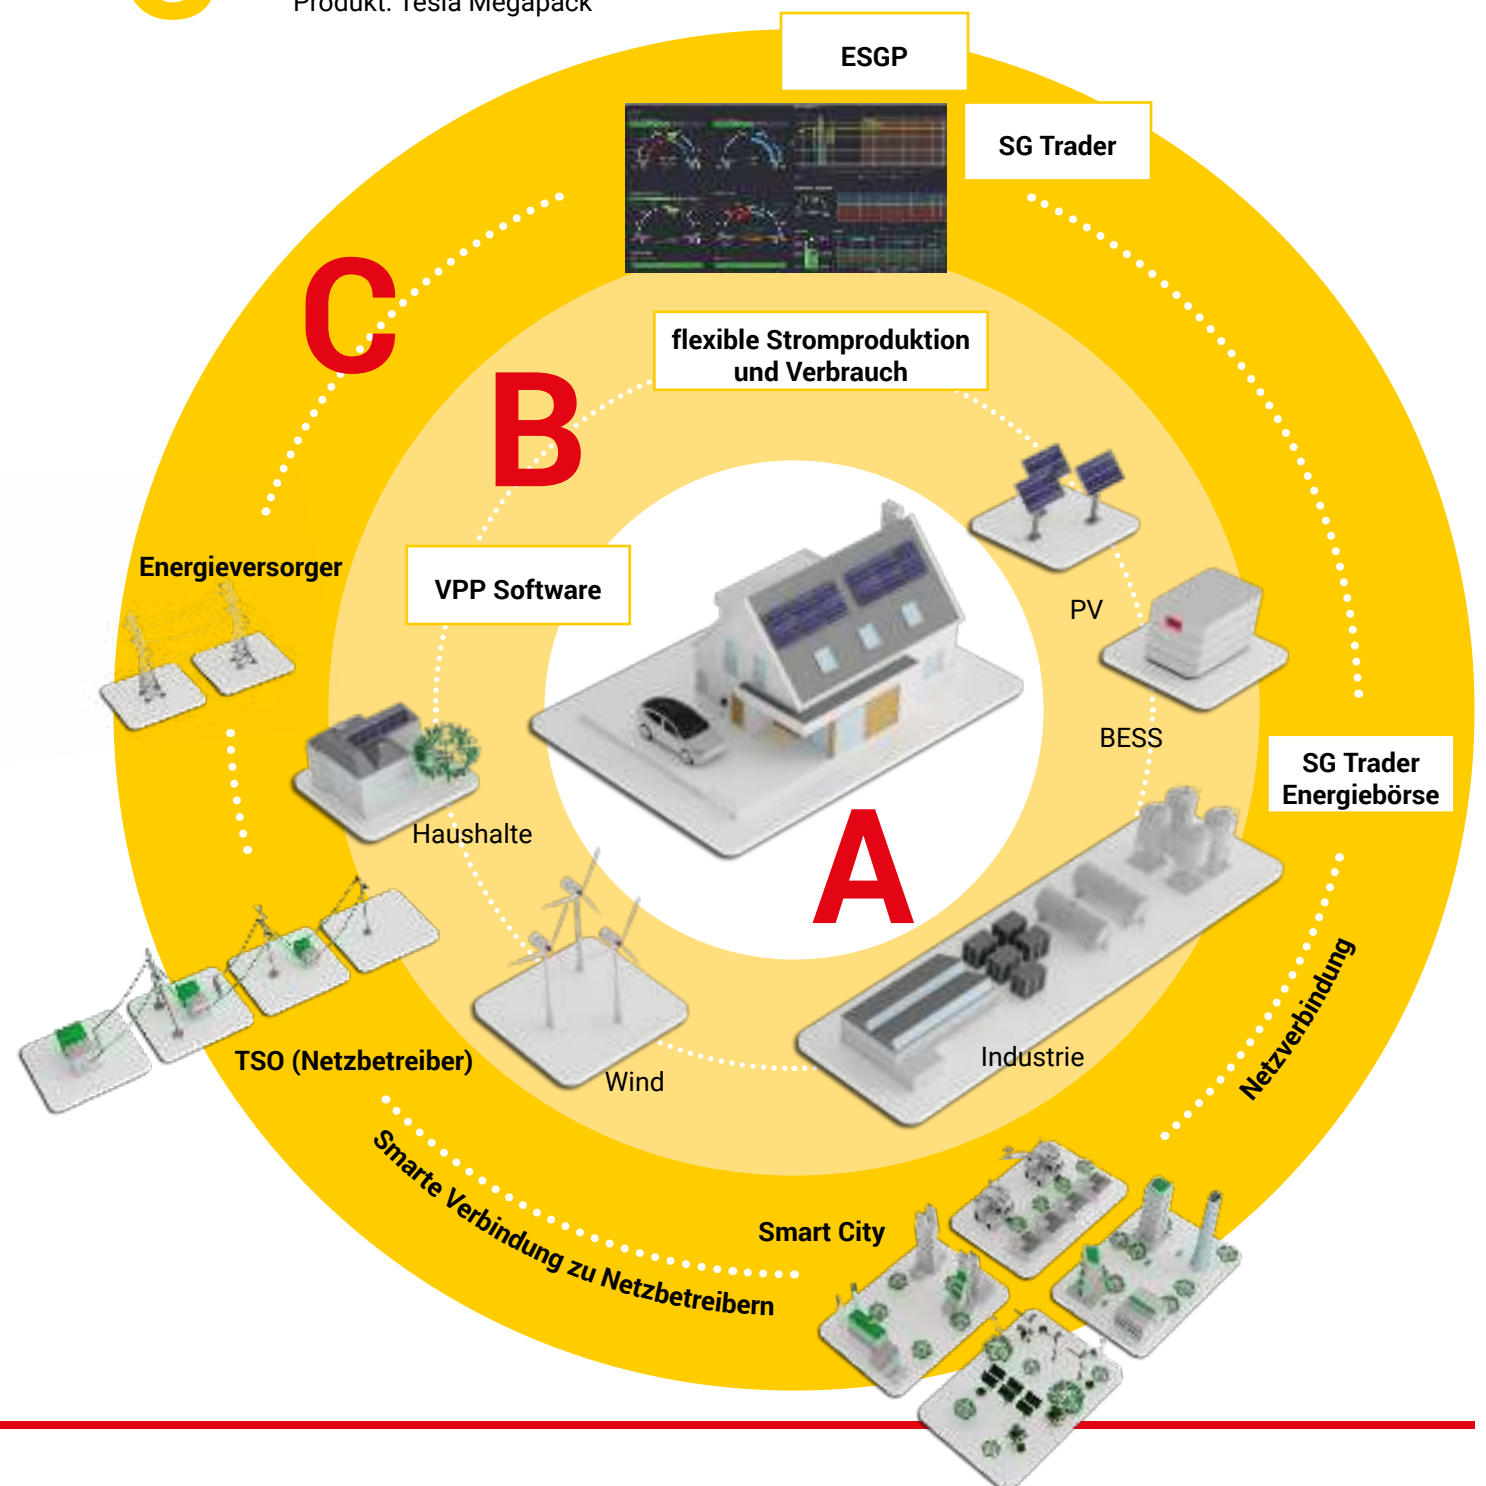 Produkt: Tesla Megapack
ESGP
SG Trader
C
flexible Stromproduktion
und Verbrauch
B
Energieversorger
VPP Software
PV
BESS
SG Trader
Energiebörse
Haushalte
A
Netzverbindung
Industrie
TSO (Netzbetreiber)
Wind
Smarte Verbindung zu Netzbetreibern
Smart City